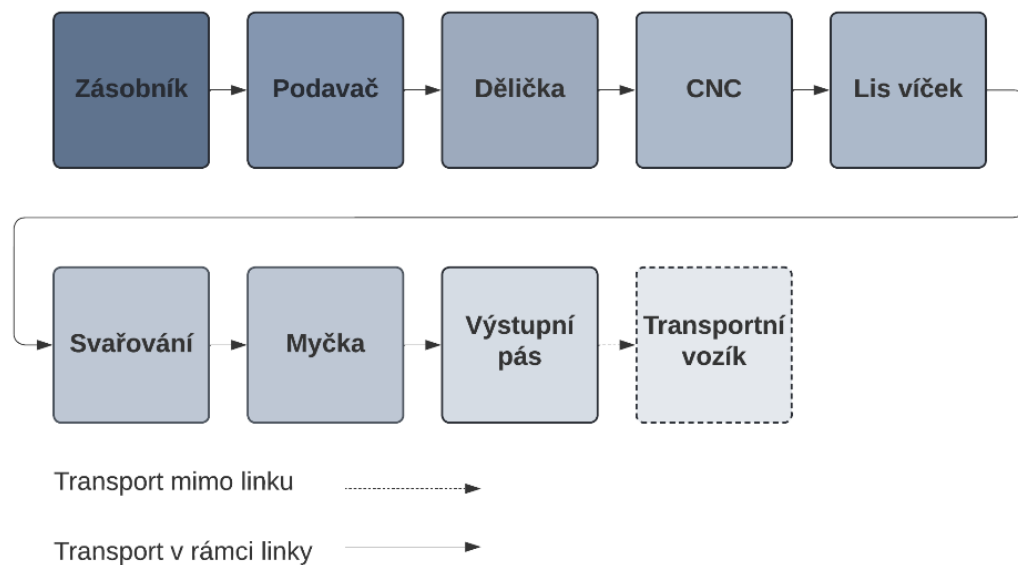 Zásobník
Podavač
Dělička
CNC
Lis víček
Svařování
Myčka
Výstupní
pás
Transportní
vozík
Transport mimo linku
Transport v rámci linky